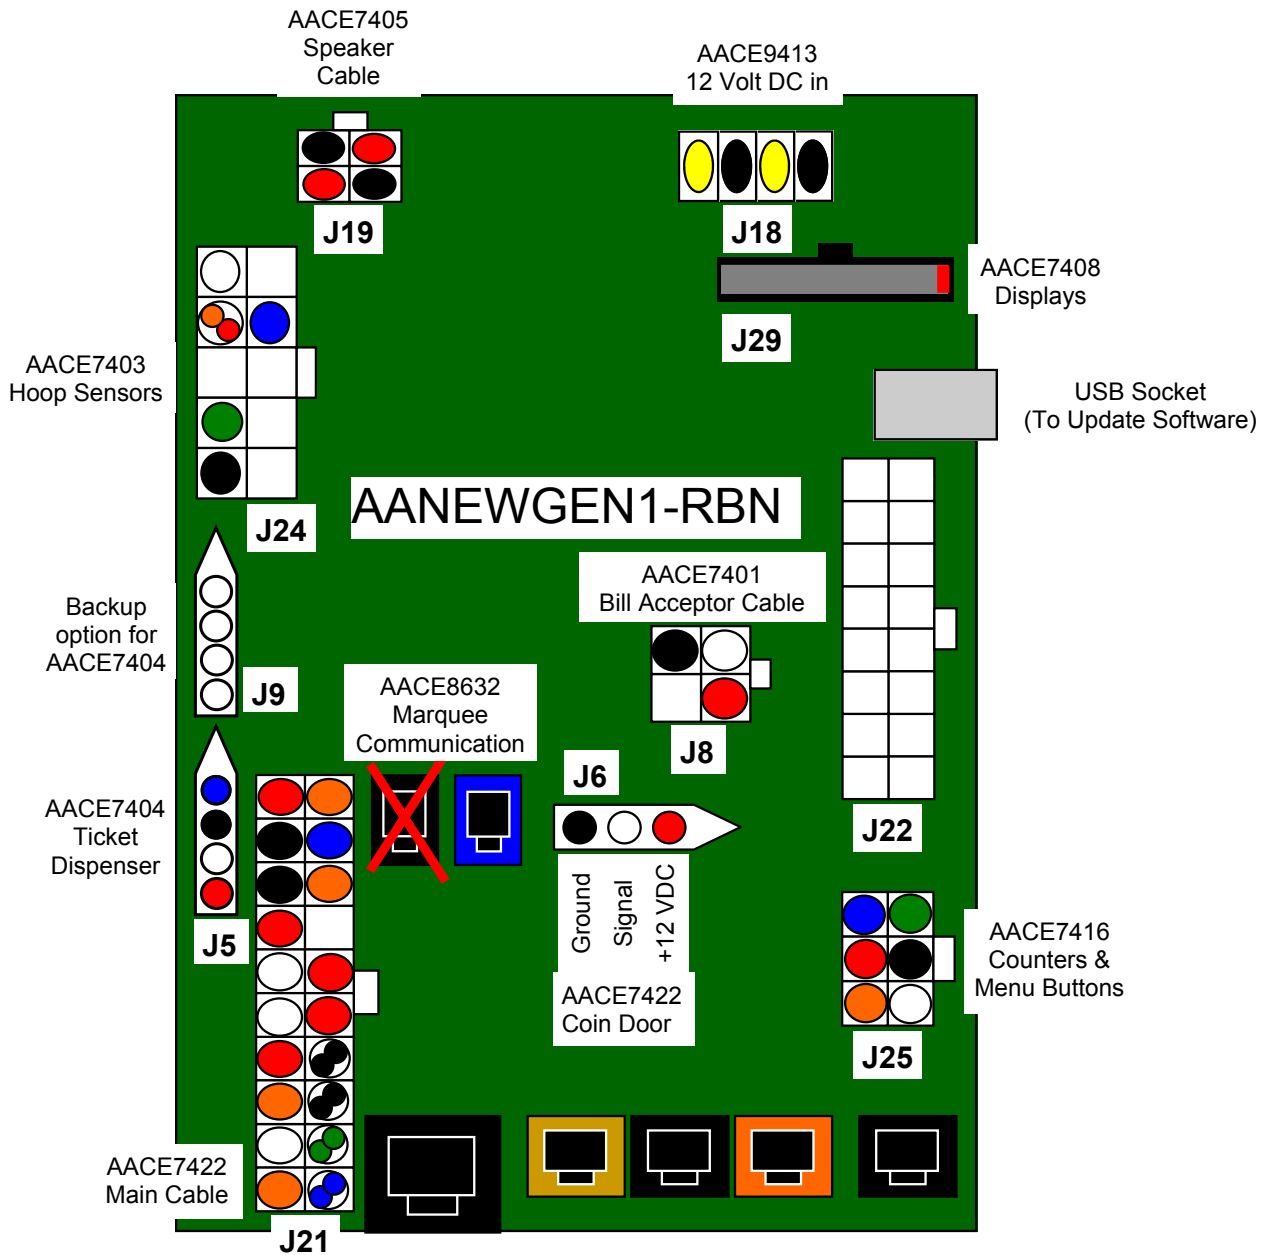 AACE7405
Speaker
Cable
AACE9413
12 Volt DC in
J19
J18
AACE7408
Displays
J29
AACE7403
Hoop Sensors
USB Socket
(To Update Software)
J24
AANEWGEN1-RBN
AACE7401
Bill Acceptor Cable
Backup
option for
AACE7404
J9
AACE8632
Marquee
Communication
J8
J6
AACE7404
Ticket
Dispenser
J22
J5
Ground
Signal
+12 VDC
AACE7422
Coin Door
AACE7416
Counters &
Menu Buttons
J25
AACE7422
Main Cable
J21